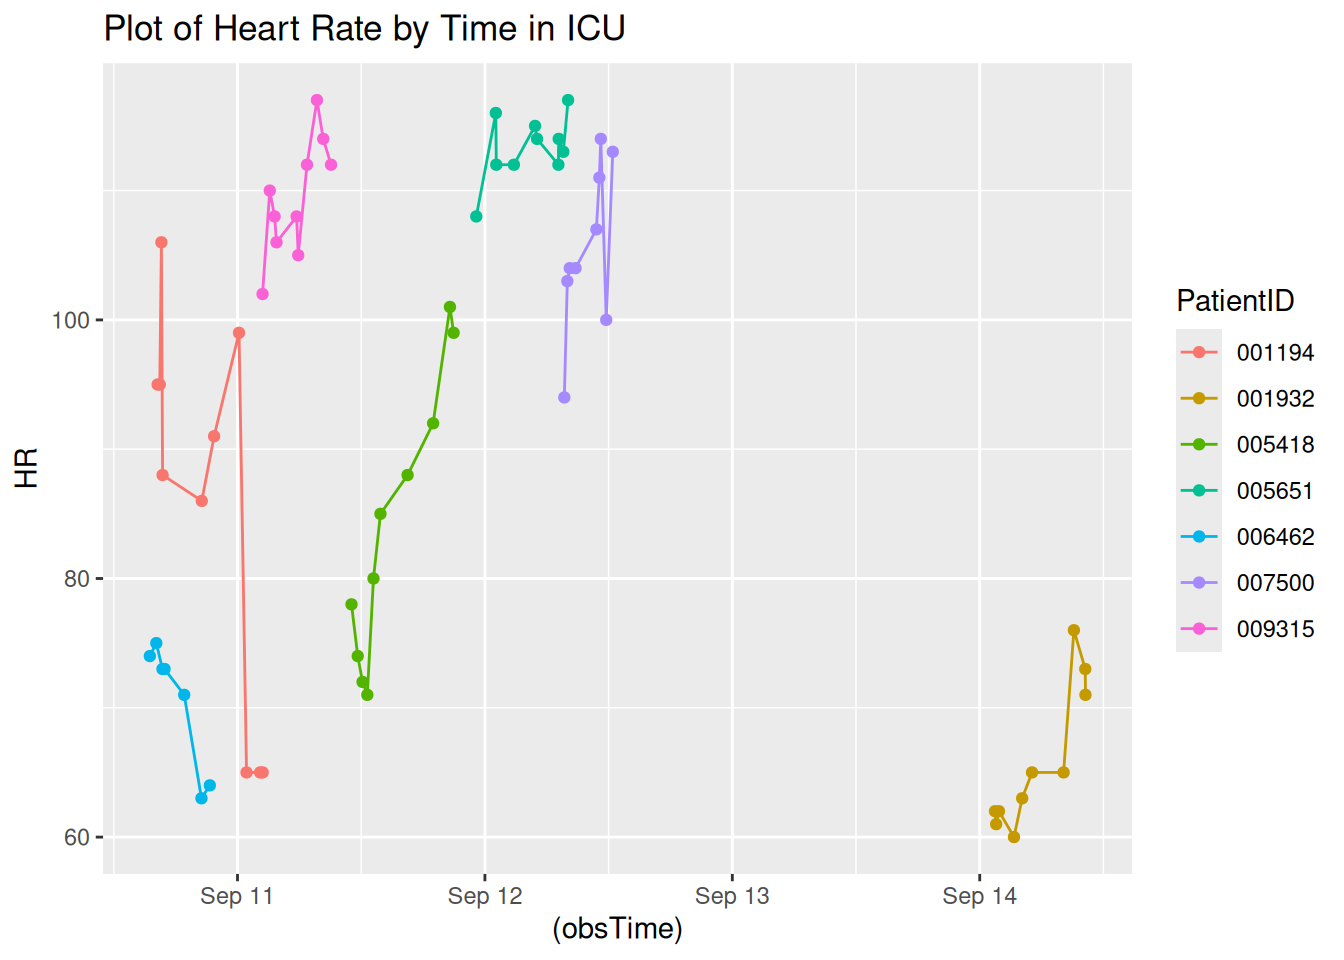 Plot of Heart Rate by Time in ICU
HR
100
80
60
Sep 11
Sep 12
Sep 13
Sep 14
(obsTime)
PatientID
001194
001932
005418
005651
006462
007500
009315